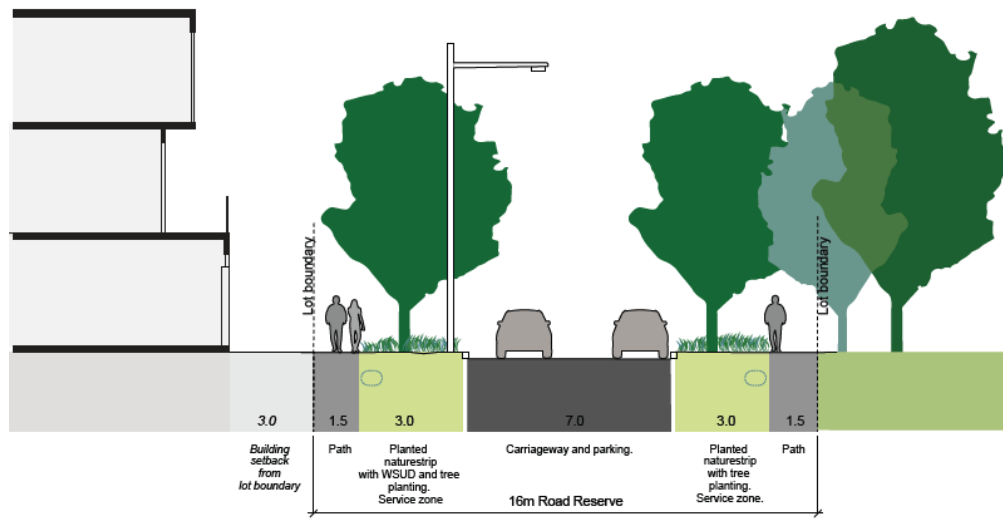 Lot boundary
Lot boundary
3.0
1.5
3.0
7.0
3.0
1.5
Building
setback
from
lot boundary
Path
Planted
naturestrip
with WSUD and tree
planting.
Service zone
Carriageway and parking.
Planted
naturestrip
with tree
planting.
Service zone.
Path
16m Road Reserve